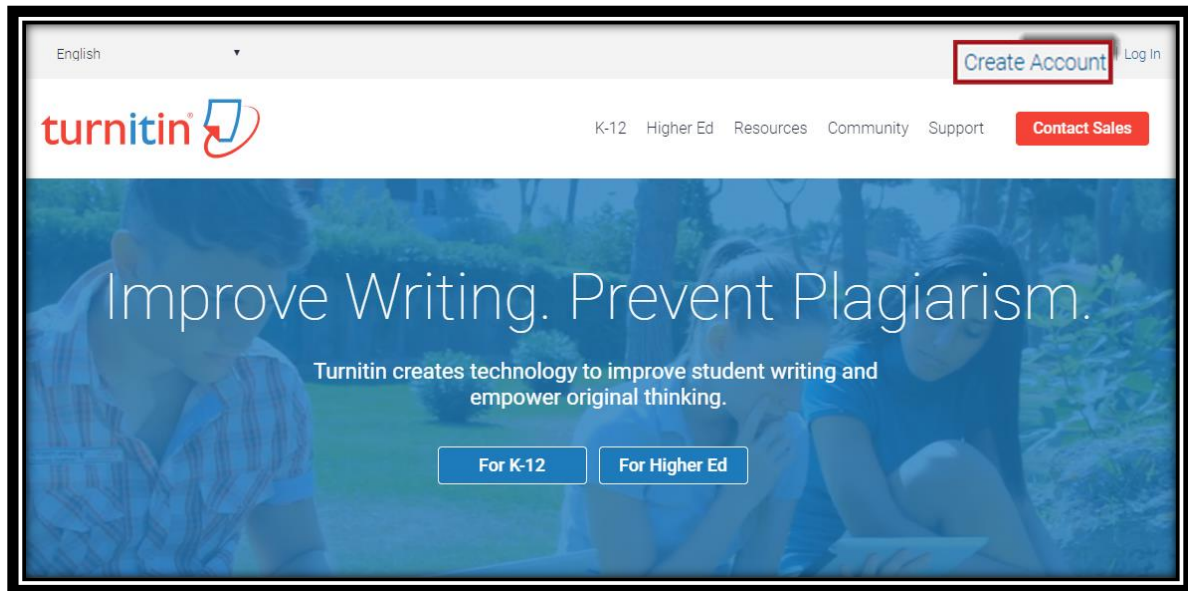 English
Create Account Log In
turnitin®
K-12 Higher Ed Resources Community Support Contact Sales
Improve Writing. Prevent Plagiarism.
Turnitin creates technology to improve student writing and
empower original thinking.
For K-12 For Higher Ed